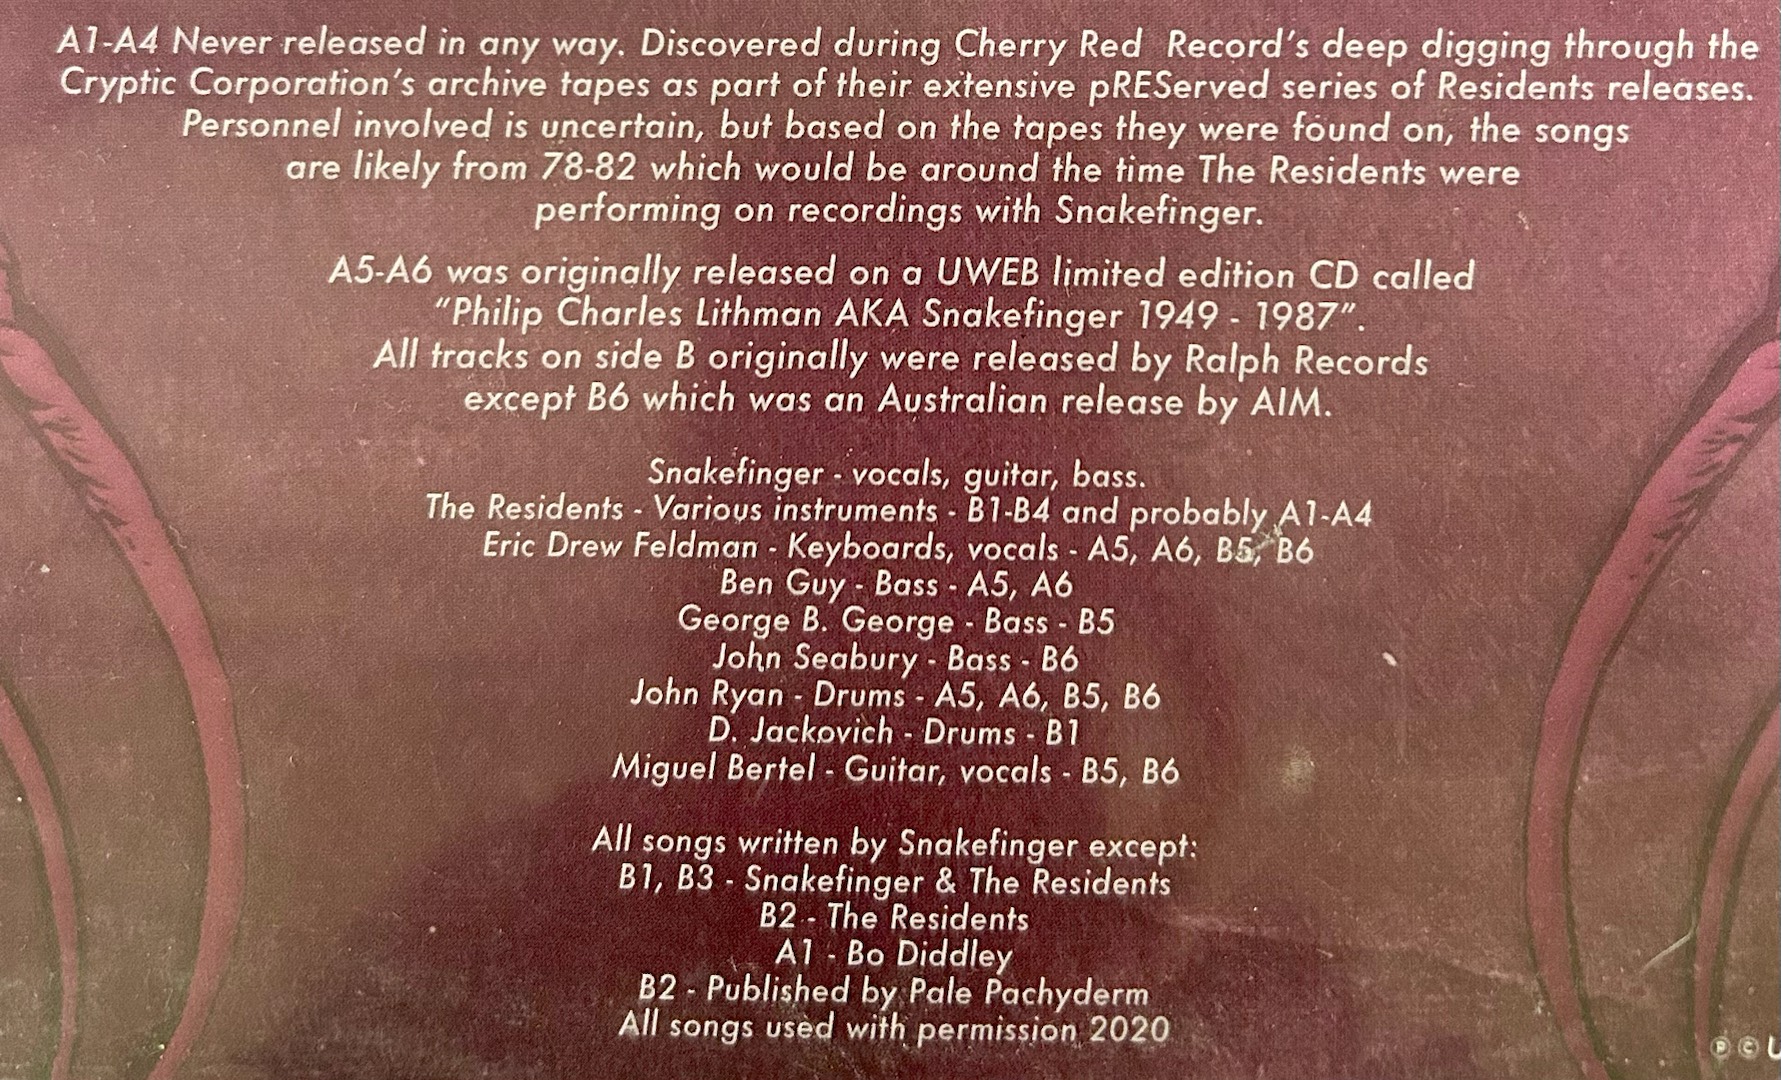 A1-A4 Never released in any way. Discovered during Cherry Red Record's deep digging through the
Cryptic Corporation's archive tapes as part of their extensive pREServed series of Residents releases.
Personnel involved is uncertain, but based on the tapes they were found on, the songs
are likely from 78-82 which would be around the time The Residents were
performing on recordings with Snakefinger.
A5-A6 was originally released on a UWEB limited edition CD called
"Philip Charles Lithman AKA Snakefinger 1949 - 1987".
All tracks on side B originally were released by Ralph Records
except B6 which was an Australian release by AIM.
Snakefinger - vocals, guitar, bass.
The Residents - Various instruments - B1-B4 and probably A1-A4
Eric Drew Feldman - Keyboards, vocals - A5, A6, B5, B6
Ben Guy - Bass - A5, A6
George B. George - Bass - B5
John Seabury - Bass - B6
John Ryan - Drums - A5, A6, B5, B6
D. Jackovich - Drums - B1
Miguel Bertel - Guitar, vocals - B5, B6
All songs written by Snakefinger except:
B1, B3 - Snakefinger & The Residents
B2 - The Residents
A1 - Bo Diddley
B2 - Published by Pale Pachyderm
All songs used with permission 2020
℗ ©